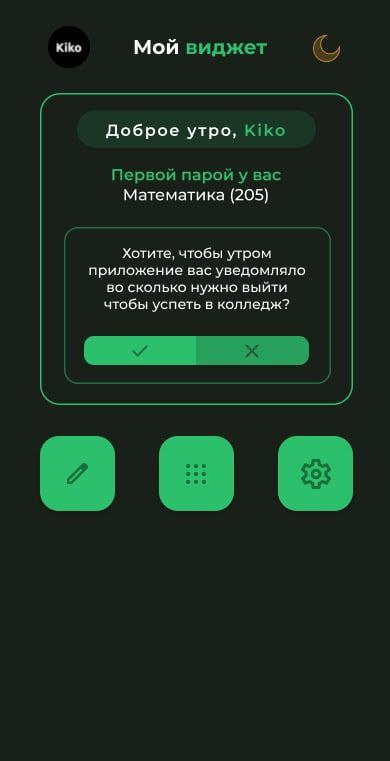 Kiko
Мой виджет
Доброе утро, Kiko
Первой парой у вас
Математика (205)
Хотите, чтобы утром
приложение вас уведомляло
во сколько нужно выйти
чтобы успеть в колледж?